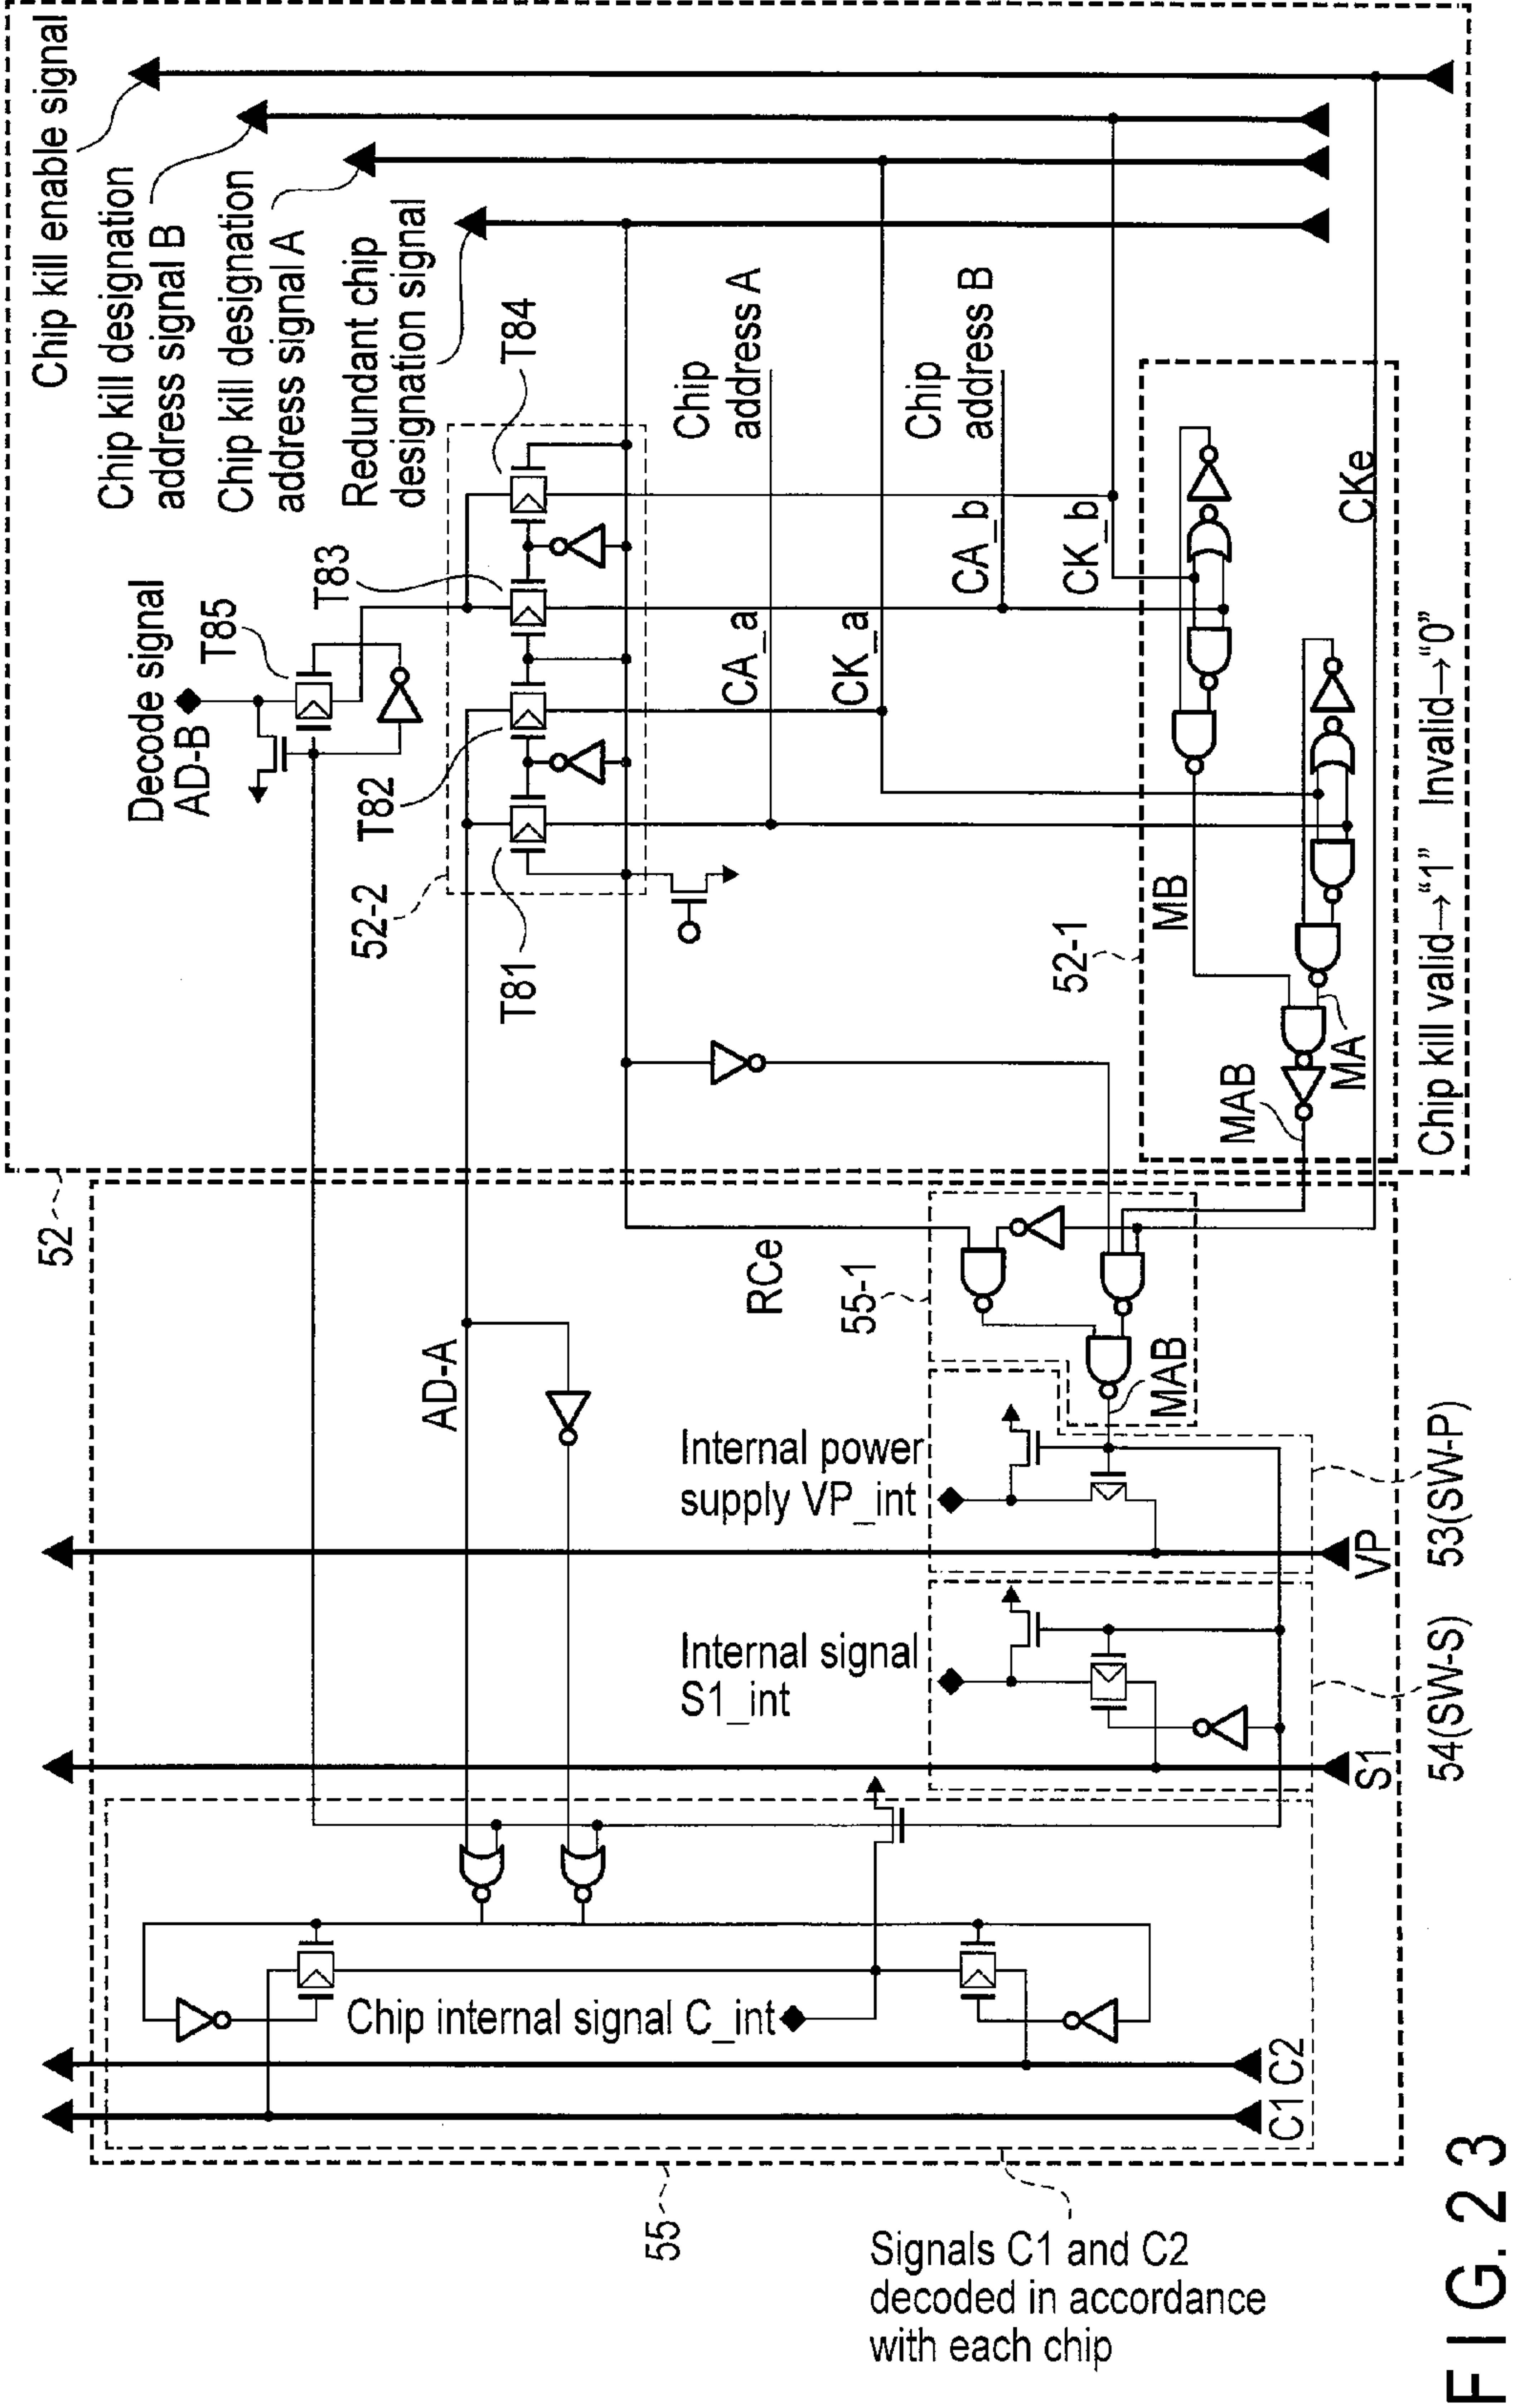 Chip kill enable signal
Chip kill designation
address signal B
Chip kill designation
address signal A
Redundant chip
designation signal
Decode signal
AD-B
T85
T83
T84
T82
T81
52-2
Chip
address A
Chip
address B
CA_a
CK_a
CA_b
CK_b
CKe
52-1
MB
MA
MAB
Chip kill valid→“1” Invalid→“0”
52
AD-A
RCe
55-1
MAB
Internal power
supply VP_int
VP
53(SW-P)
Internal signal
S1_int
S1
54(SW-S)
Chip internal signal C_int
C2
C1
55
Signals C1 and C2
decoded in accordance
with each chip
FIG. 23